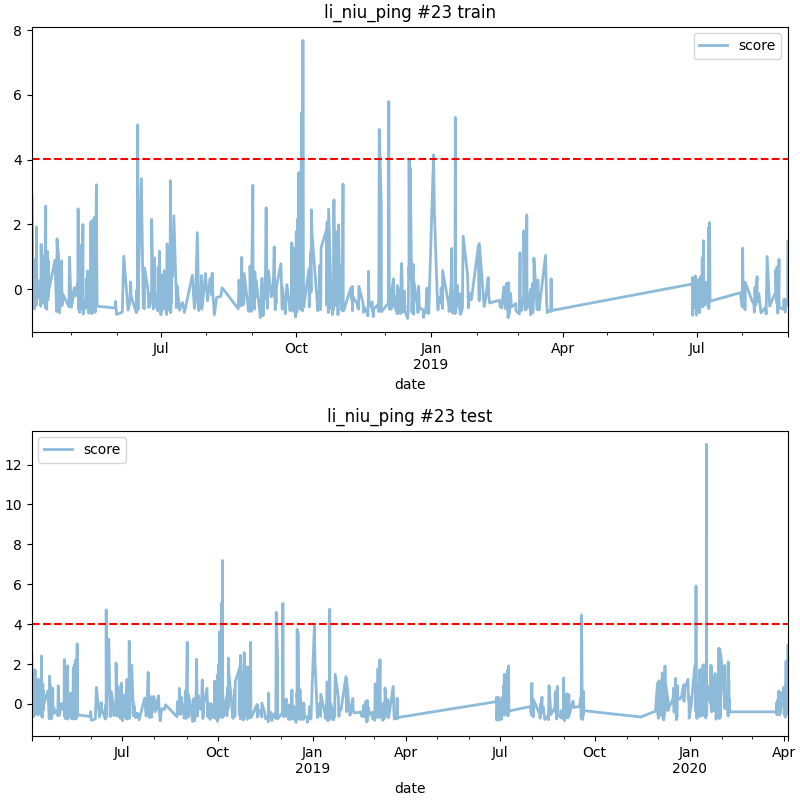 li_niu_ping #23 train
score
8
6
4
2
0
Jul
Oct
Jan
2019
Apr
Jul
date
li_niu_ping #23 test
score
12
10
8
6
4
2
0
Jul
Oct
Jan
2019
Apr
Jul
Oct
Jan
2020
Apr
date